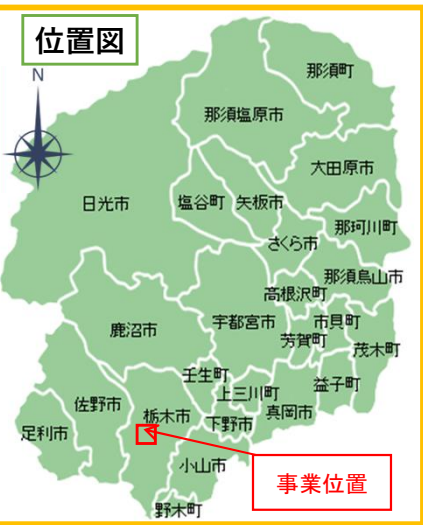 位置図
N
那須町
那須塩原市
大田原市
日光市
塩谷町
矢板市
那珂川町
さくら市
那須烏山市
高根沢町
鹿沼市
宇都宮市
市貝町
芳賀町
茂木町
壬生町
上三川町
益子町
佐野市
栃木市
下野市
真岡市
足利市
小山市
事業位置
野木町